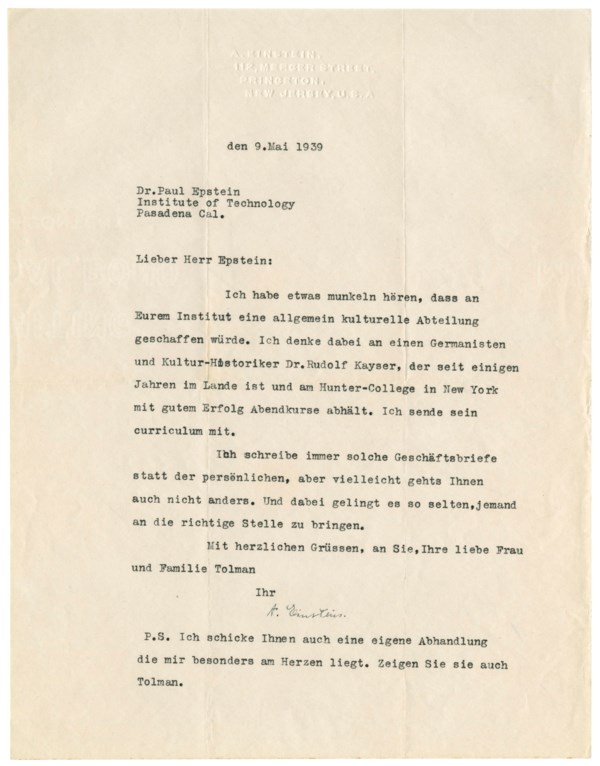 A. EINSTEIN.
112, MERCER STREET,
PRINCETON,
NEW JERSEY, U.S.A.
den 9.Mai 1939
Dr.Paul Epstein
Institute of Technology
Pasadena Cal.
Lieber Herr Epstein:
Ich habe etwas munkeln hören, dass an
Eurem Institut eine allgemein kulturelle Abteilung
geschaffen würde. Ich denke dabei an einen Germanisten
und Kultur-Historiker Dr.Rudolf Kayser, der seit einigen
Jahren im Lande ist und am Hunter-College in New York
mit gutem Erfolg Abendkurse abhält. Ich sende sein
curriculum mit.
Ich schreibe immer solche Geschäftsbriefe
statt der persönlichen, aber vielleicht gehts Ihnen
auch nicht anders. Und dabei gelingt es so selten,jemand
an die richtige Stelle zu bringen.
Mit herzlichen Grüssen, an Sie,Ihre liebe Frau
und Familie Tolman
Ihr
A. Einstein.
P.S. Ich schicke Ihnen auch eine eigene Abhandlung
die mir besonders am Herzen liegt. Zeigen Sie sie auch
Tolman.